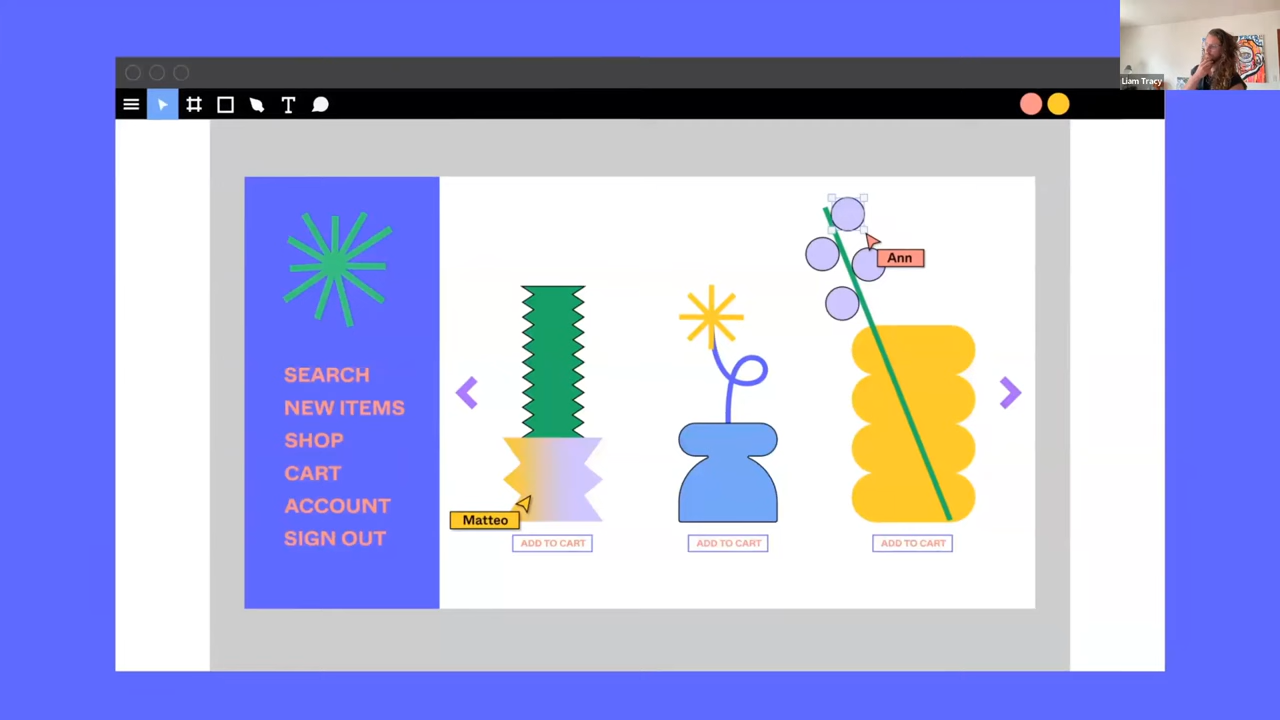 Liam Tracy
T
SEARCH
NEW ITEMS
SHOP
CART
ACCOUNT
SIGN OUT
Ann
Matteo
ADD TO CART
ADD TO CART
ADD TO CART